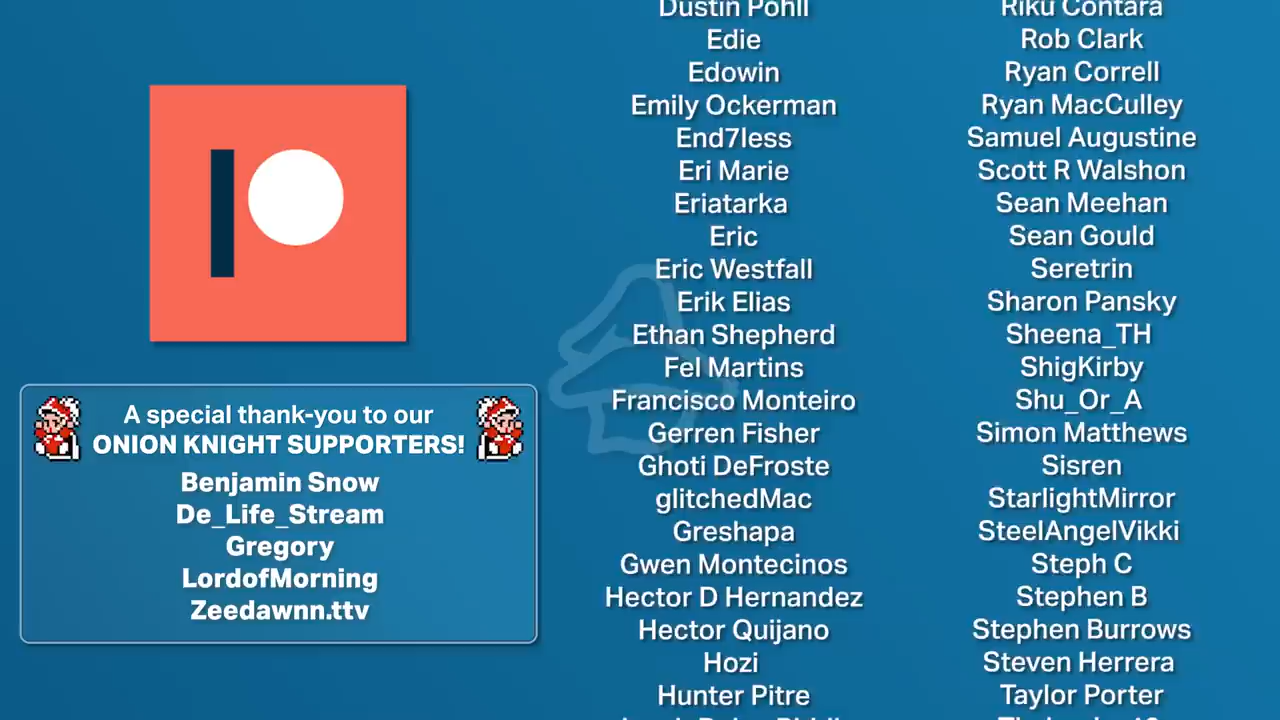 A special thank-you to our
ONION KNIGHT SUPPORTERS!
Benjamin Snow
De_Life_Stream
Gregory
LordofMorning
Zeedawnn.ttv
Dustin Pohll
Edie
Edowin
Emily Ockerman
End7less
Eri Marie
Eriatarka
Eric
Eric Westfall
Erik Elias
Ethan Shepherd
Fel Martins
Francisco Monteiro
Gerren Fisher
Ghoti DeFroste
glitchedMac
Greshapa
Gwen Montecinos
Hector D Hernandez
Hector Quijano
Hozi
Hunter Pitre
Riku Contara
Rob Clark
Ryan Correll
Ryan MacCulley
Samuel Augustine
Scott R Walshon
Sean Meehan
Sean Gould
Seretrin
Sharon Pansky
Sheena_TH
ShigKirby
Shu_Or_A
Simon Matthews
Sisren
StarlightMirror
SteelAngelVikki
Steph C
Stephen B
Stephen Burrows
Steven Herrera
Taylor Porter